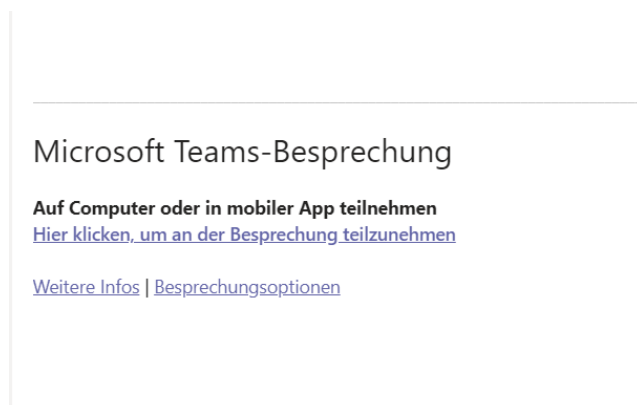 Microsoft Teams-Besprechung
Auf Computer oder in mobiler App teilnehmen
Hier klicken, um an der Besprechung teilzunehmen
Weitere Infos | Besprechungsoptionen